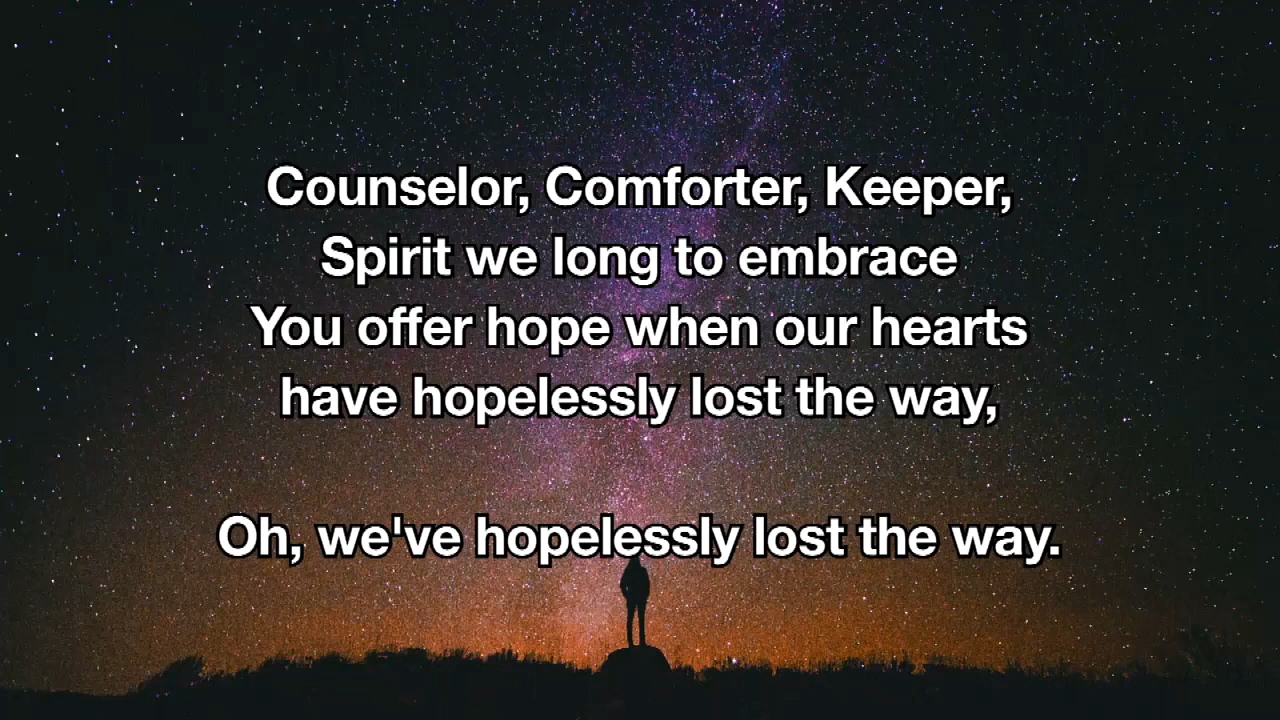 Counselor, Comforter, Keeper,
Spirit we long to embrace
You offer hope when our hearts
have hopelessly lost the way,
Oh, we've hopelessly lost the way.